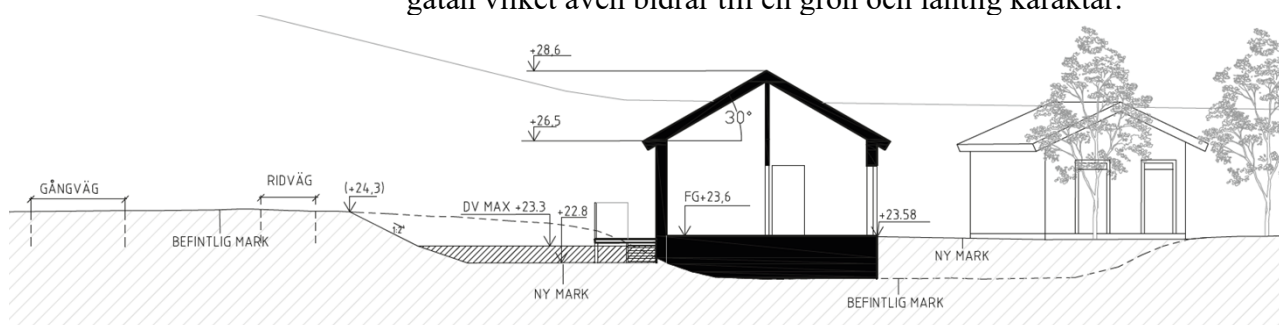 gatan vilket även bidrar till en grön och lantlig karaktär.
+28,6
+26,5
30°
GÅNGVÄG
RIDVÄG
(+24,3)
DV MAX +23.3
+22.8
FG+23,6
+23.58
1:2
BEFINTLIG MARK
NY MARK
NY MARK
BEFINTLIG MARK